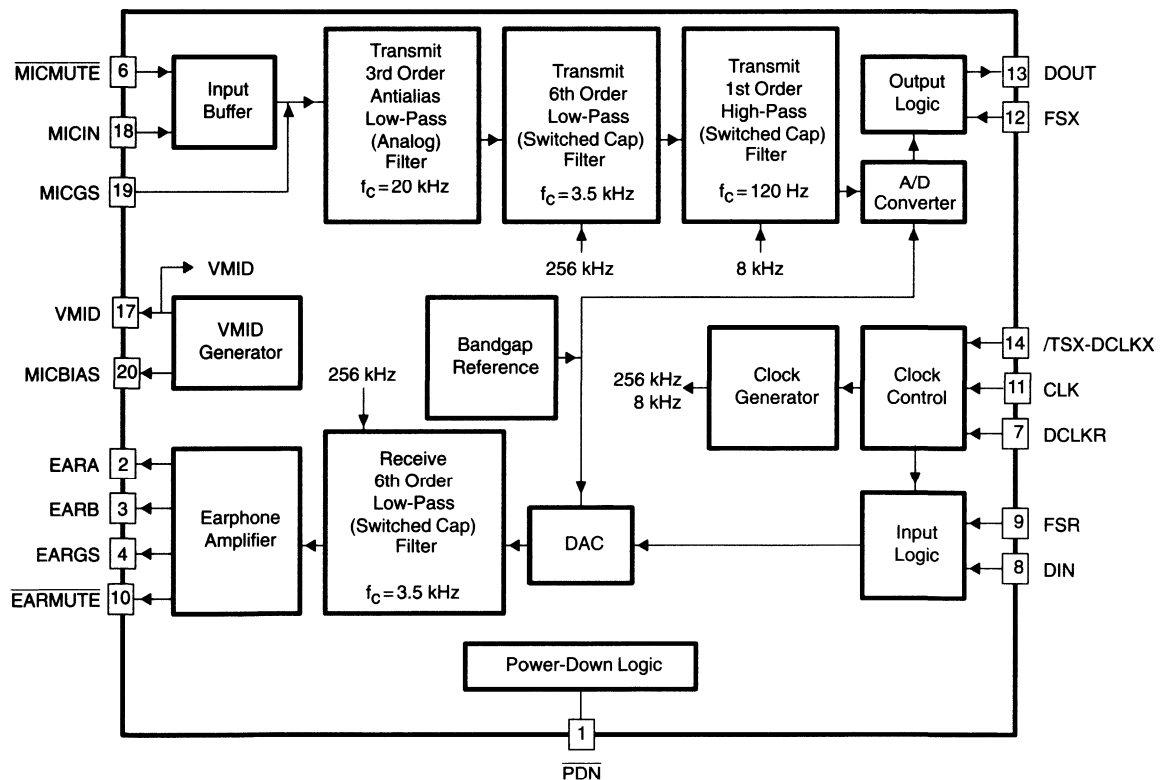 MICMUTE
6
MICIN
18
MICGS
19
Input
Buffer
Transmit
3rd Order
Antialias
Low-Pass
(Analog)
Filter
fC = 20 kHz
Transmit
6th Order
Low-Pass
(Switched Cap)
Filter
fC = 3.5 kHz
256 kHz
Transmit
1st Order
High-Pass
(Switched Cap)
Filter
fC = 120 Hz
8 kHz
Output
Logic
A/D
Converter
13
DOUT
12
FSX
VMID
VMID
17
MICBIAS
20
VMID
Generator
Bandgap
Reference
256 kHz
8 kHz
Clock
Generator
Clock
Control
14
/TSX-DCLKX
11
CLK
7
DCLKR
256 kHz
EARA
2
EARB
3
EARGS
4
EARMUTE
10
Earphone
Amplifier
Receive
6th Order
Low-Pass
(Switched Cap)
Filter
fC = 3.5 kHz
DAC
Input
Logic
9
FSR
8
DIN
Power-Down Logic
1
PDN